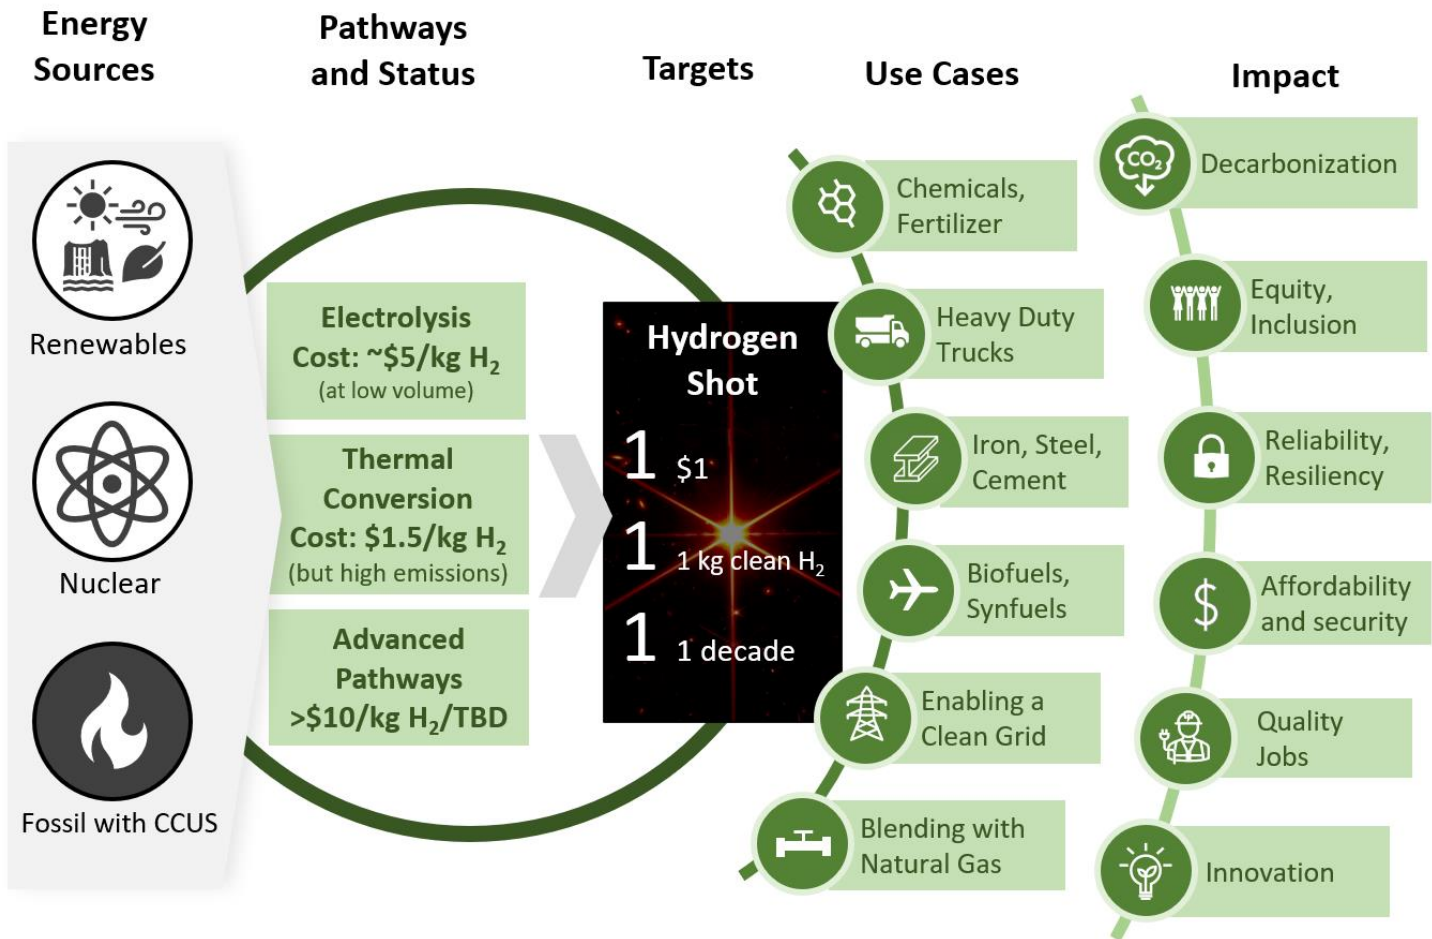 Energy
Sources
Pathways
and Status
Targets
Use Cases
Impact
Renewables
Nuclear
Fossil with CCUS
Electrolysis
Cost: ~$5/kg H₂
(at low volume)
Thermal
Conversion
Cost: $1.5/kg H₂
(but high emissions)
Advanced
Pathways
>$10/kg H₂/TBD
Hydrogen
Shot
1 $1
1 1 kg clean H₂
1 1 decade
Chemicals,
Fertilizer
Heavy Duty
Trucks
Iron, Steel,
Cement
Biofuels,
Synfuels
Enabling a
Clean Grid
Blending with
Natural Gas
CO₂
Decarbonization
Equity,
Inclusion
Reliability,
Resiliency
$
Affordability
and security
Quality
Jobs
Innovation